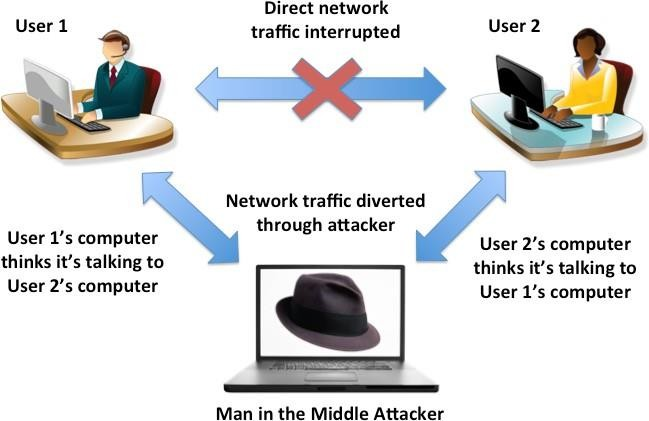 User 1
Direct network
traffic interrupted
User 2
Network traffic diverted
through attacker
User 1’s computer
thinks it’s talking to
User 2’s computer
User 2’s computer
thinks it’s talking to
User 1’s computer
Man in the Middle Attacker